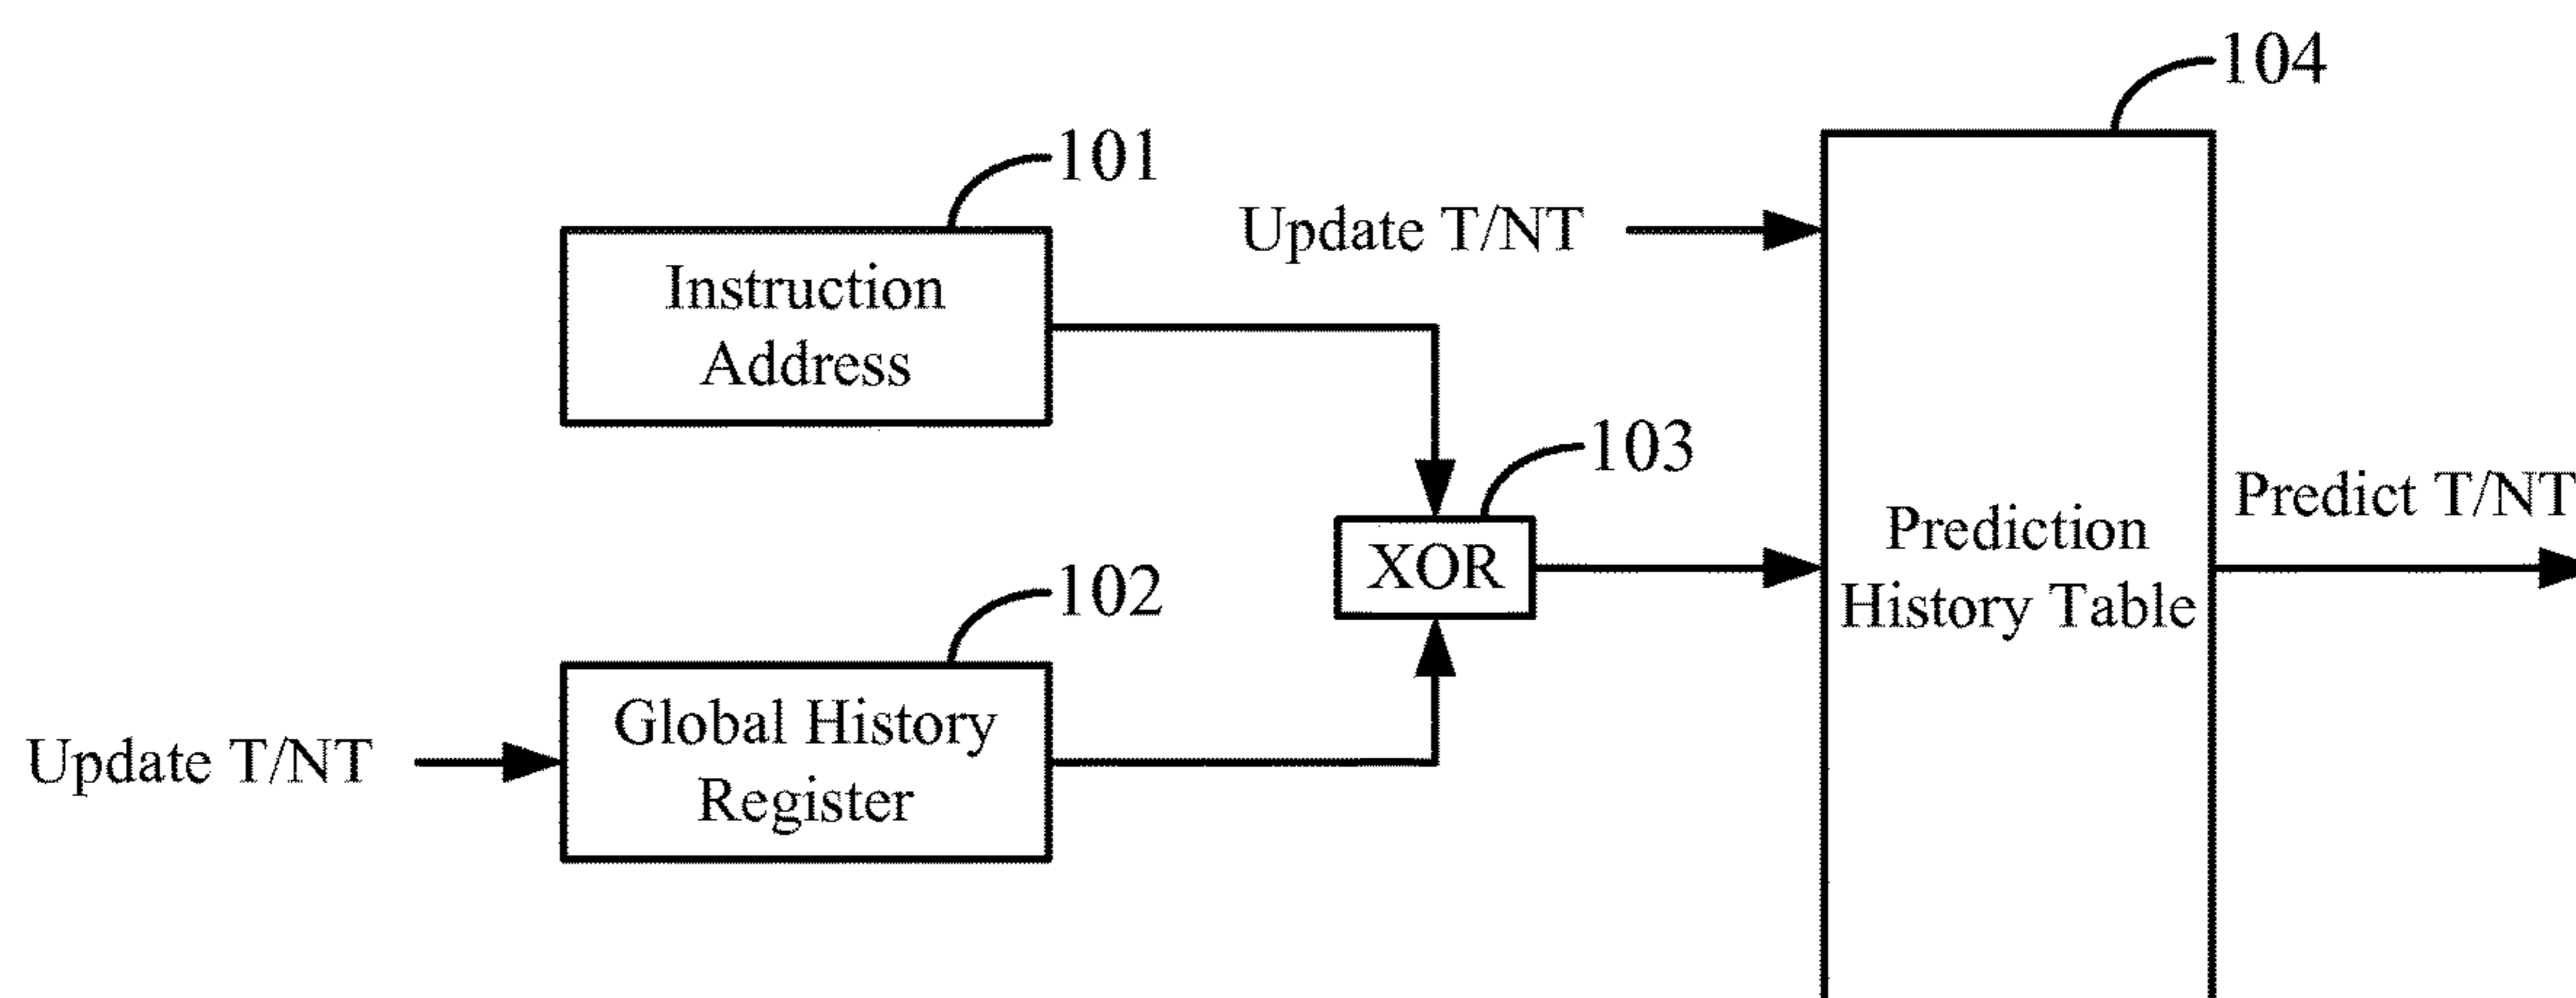 104
101
Update T/NT
Instruction
Address
103
Predict T/NT
XOR
Prediction
History Table
102
Global History
Register
Update T/NT